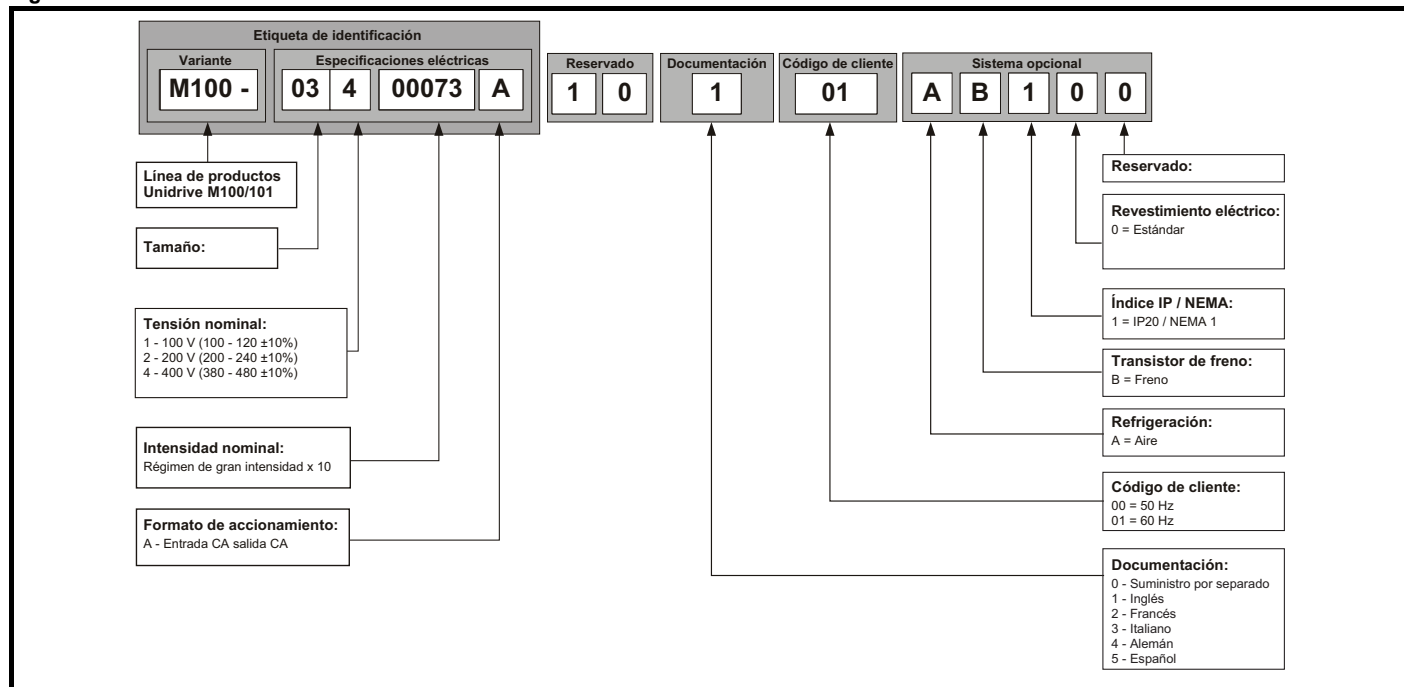 Etiqueta de identificación
Variante
Especificaciones eléctricas
Reservado
Documentación
Código de cliente
Sistema opcional
M100 -
03
4
00073
A
1
0
1
01
A
B
1
0
0
Línea de productos
Unidrive M100/101
Tamaño:
Tensión nominal:
1 - 100 V (100 - 120 ±10%)
2 - 200 V (200 - 240 ±10%)
4 - 400 V (380 - 480 ±10%)
Intensidad nominal:
Régimen de gran intensidad x 10
Formato de accionamiento:
A - Entrada CA salida CA
Reservado:
Revestimiento eléctrico:
0 = Estándar
Índice IP / NEMA:
1 = IP20 / NEMA 1
Transistor de freno:
B = Freno
Refrigeración:
A = Aire
Código de cliente:
00 = 50 Hz
01 = 60 Hz
Documentación:
0 - Suministro por separado
1 - Inglés
2 - Francés
3 - Italiano
4 - Alemán
5 - Español